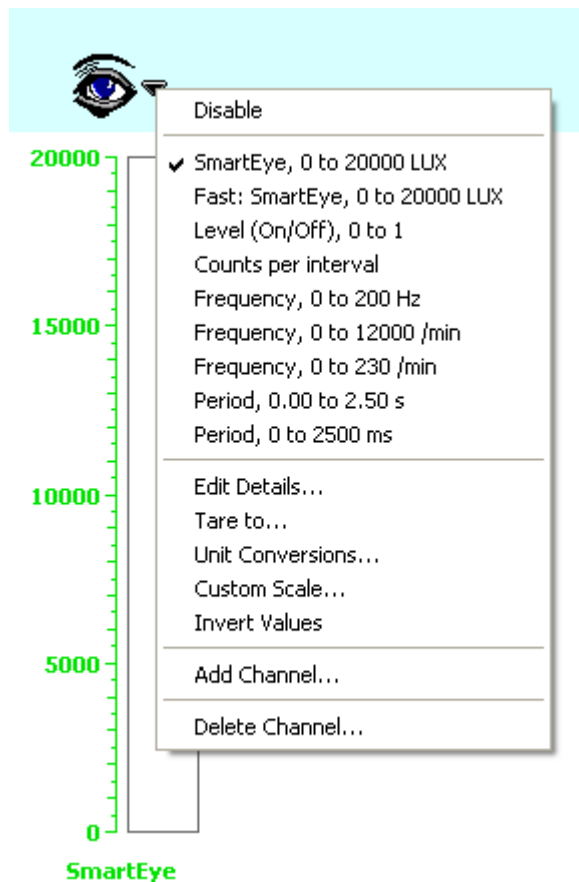 Disable
SmartEye, 0 to 20000 LUX
Fast: SmartEye, 0 to 20000 LUX
Level (On/Off), 0 to 1
Counts per interval
Frequency, 0 to 200 Hz
Frequency, 0 to 12000 /min
Frequency, 0 to 230 /min
Period, 0.00 to 2.50 s
Period, 0 to 2500 ms
Edit Details...
Tare to...
Unit Conversions...
Custom Scale...
Invert Values
Add Channel...
Delete Channel...
20000
15000
10000
5000
0
SmartEye